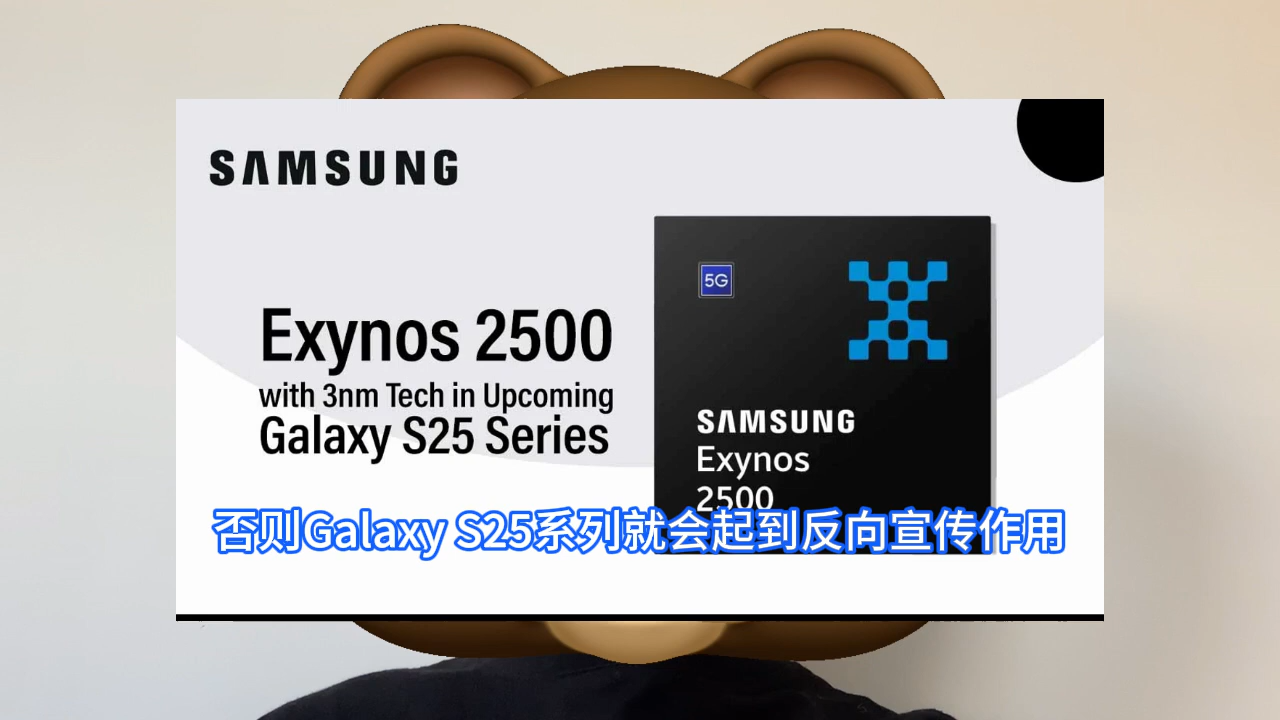 SAMSUNG
Exynos 2500
with 3nm Tech in Upcoming
Galaxy S25 Series
5G
SAMSUNG
Exynos
2500
否则Galaxy S25系列就会起到反向宣传作用